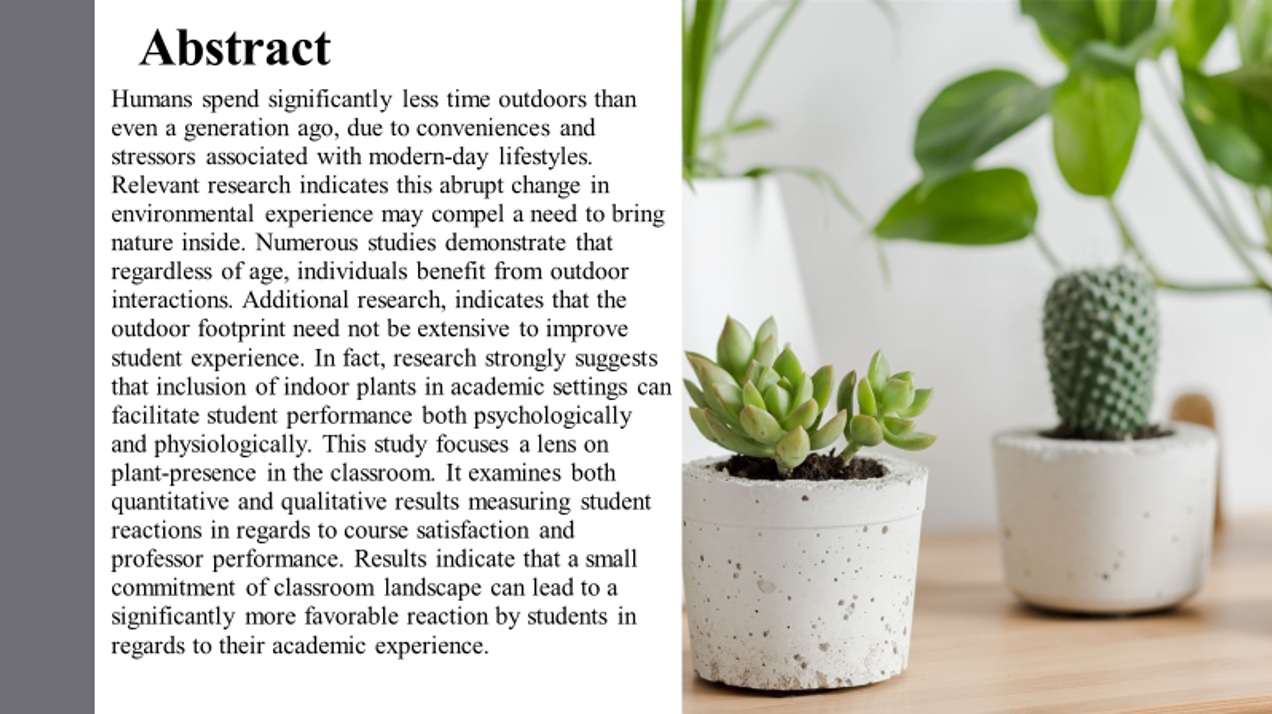 Abstract
Humans spend significantly less time outdoors than
even a generation ago, due to conveniences and
stressors associated with modern-day lifestyles.
Relevant research indicates this abrupt change in
environmental experience may compel a need to bring
nature inside. Numerous studies demonstrate that
regardless of age, individuals benefit from outdoor
interactions. Additional research, indicates that the
outdoor footprint need not be extensive to improve
student experience. In fact, research strongly suggests
that inclusion of indoor plants in academic settings can
facilitate student performance both psychologically
and physiologically. This study focuses a lens on
plant-presence in the classroom. It examines both
quantitative and qualitative results measuring student
reactions in regards to course satisfaction and
professor performance. Results indicate that a small
commitment of classroom landscape can lead to a
significantly more favorable reaction by students in
regards to their academic experience.